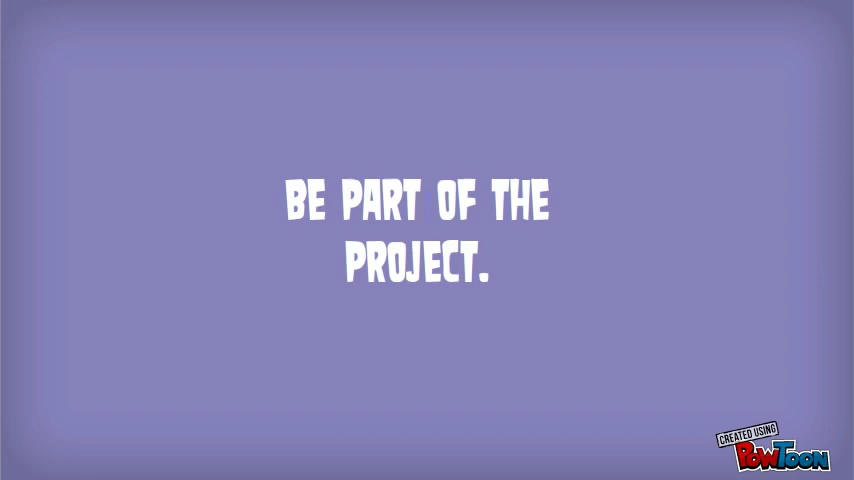 BE PART OF THE
PROJECT.
CREATED USING
POWTOON